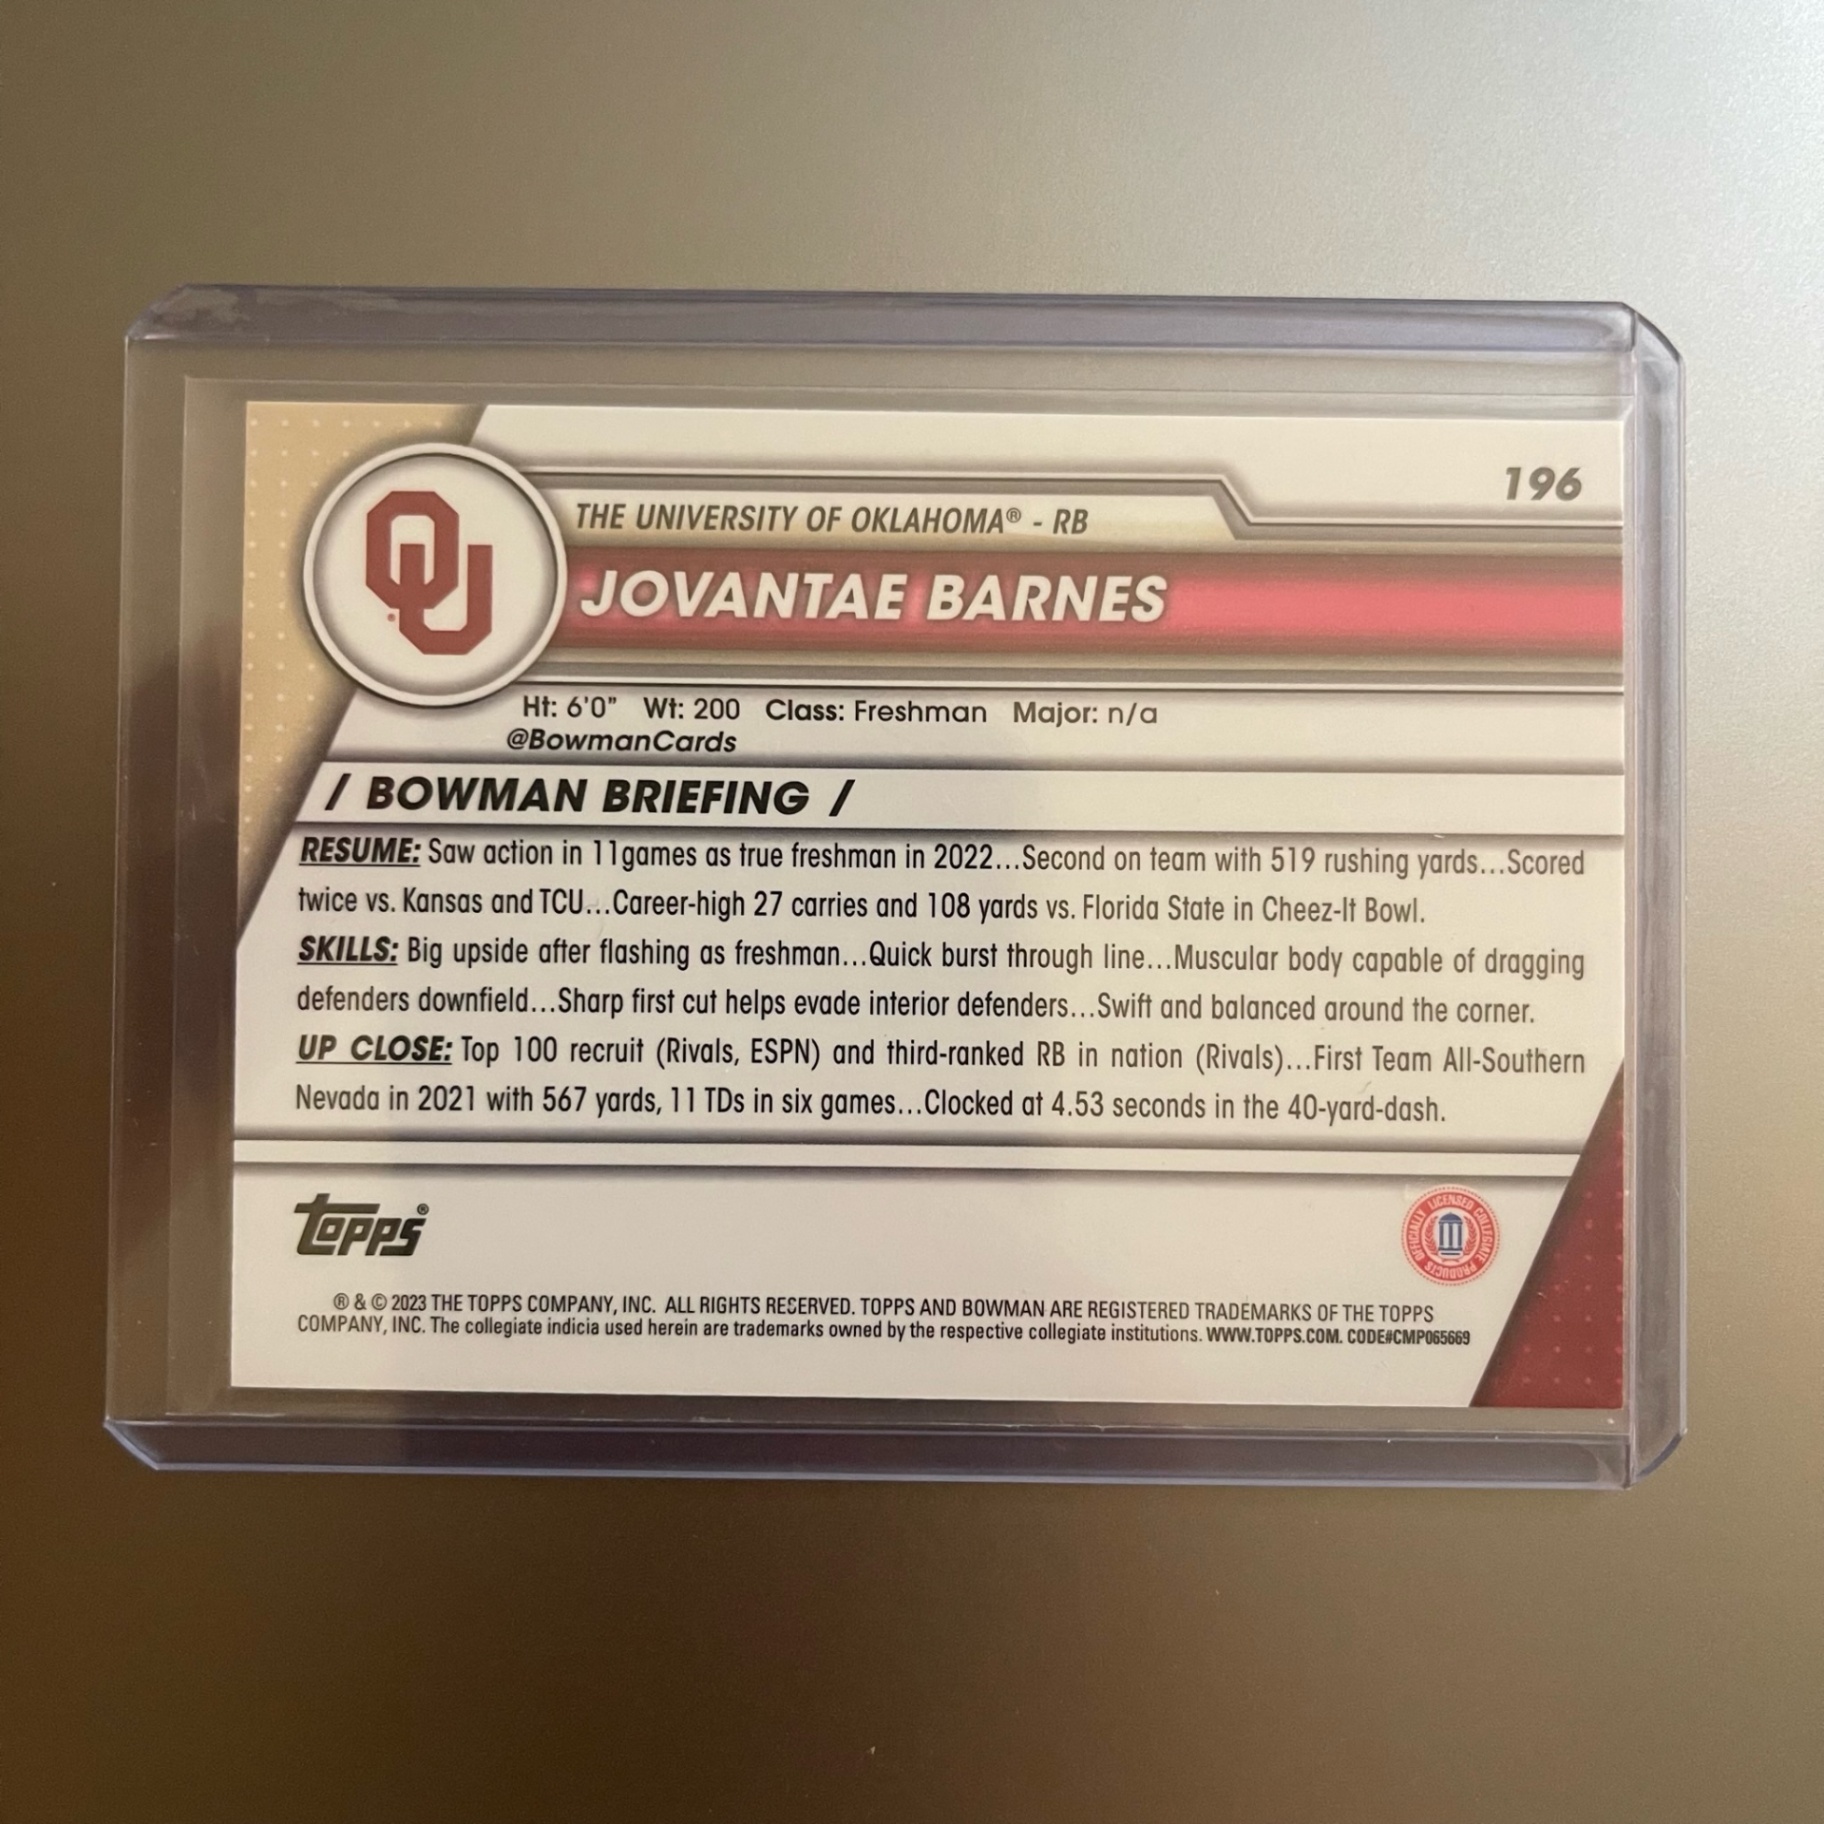 196
THE UNIVERSITY OF OKLAHOMA® - RB
OU
JOVANTAE BARNES
Ht: 6'0" Wt: 200 Class: Freshman Major: n/a
@BowmanCards
/ BOWMAN BRIEFING /
RESUME: Saw action in 11games as true freshman in 2022...Second on team with 519 rushing yards...Scored
twice vs. Kansas and TCU...Career-high 27 carries and 108 yards vs. Florida State in Cheez-It Bowl.
SKILLS: Big upside after flashing as freshman...Quick burst through line...Muscular body capable of dragging
defenders downfield...Sharp first cut helps evade interior defenders...Swift and balanced around the corner.
UP CLOSE: Top 100 recruit (Rivals, ESPN) and third-ranked RB in nation (Rivals)...First Team All-Southern
Nevada in 2021 with 567 yards, 11 TDs in six games...Clocked at 4.53 seconds in the 40-yard-dash.
topps®
OFFICIALLY LICENSED COLLEGIATE PRODUCTS
® & © 2023 THE TOPPS COMPANY, INC. ALL RIGHTS RESERVED. TOPPS AND BOWMAN ARE REGISTERED TRADEMARKS OF THE TOPPS
COMPANY, INC. The collegiate indicia used herein are trademarks owned by the respective collegiate institutions. WWW.TOPPS.COM. CODE#CMP065669